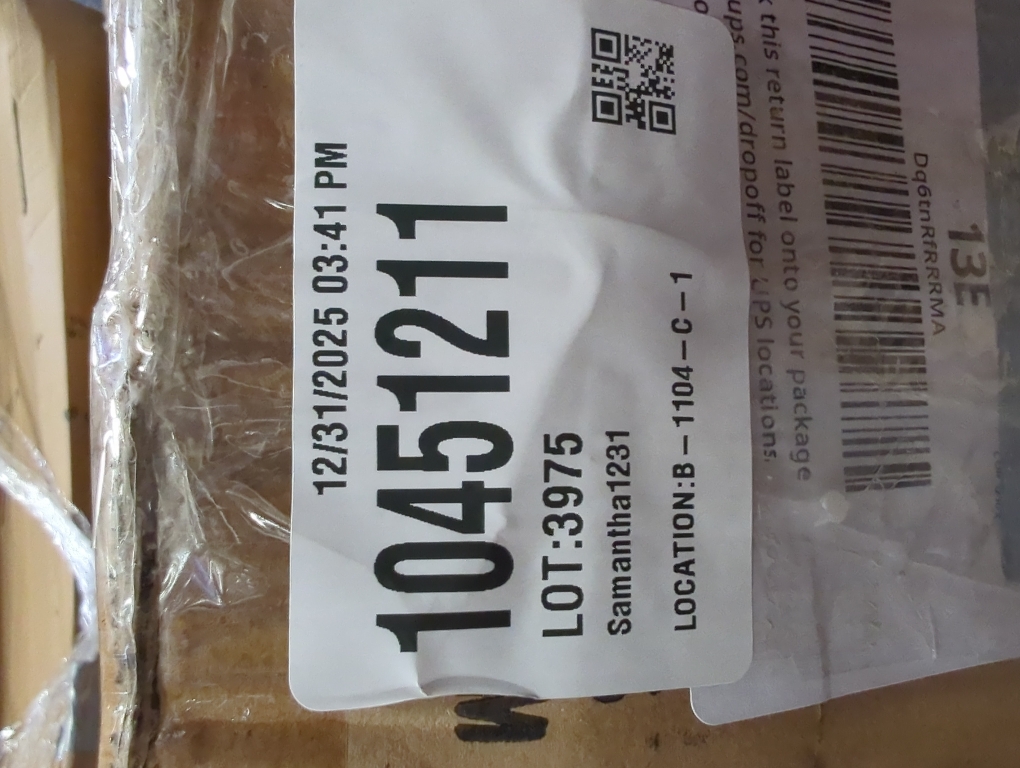 12/31/2025 03:41 PM
10451211
LOT:3975
Samantha1231
LOCATION:B-1104-C-1
ups.com/dropoff for UPS locations.
k this return label onto your package
Dq6tnRfRRRMA
13E